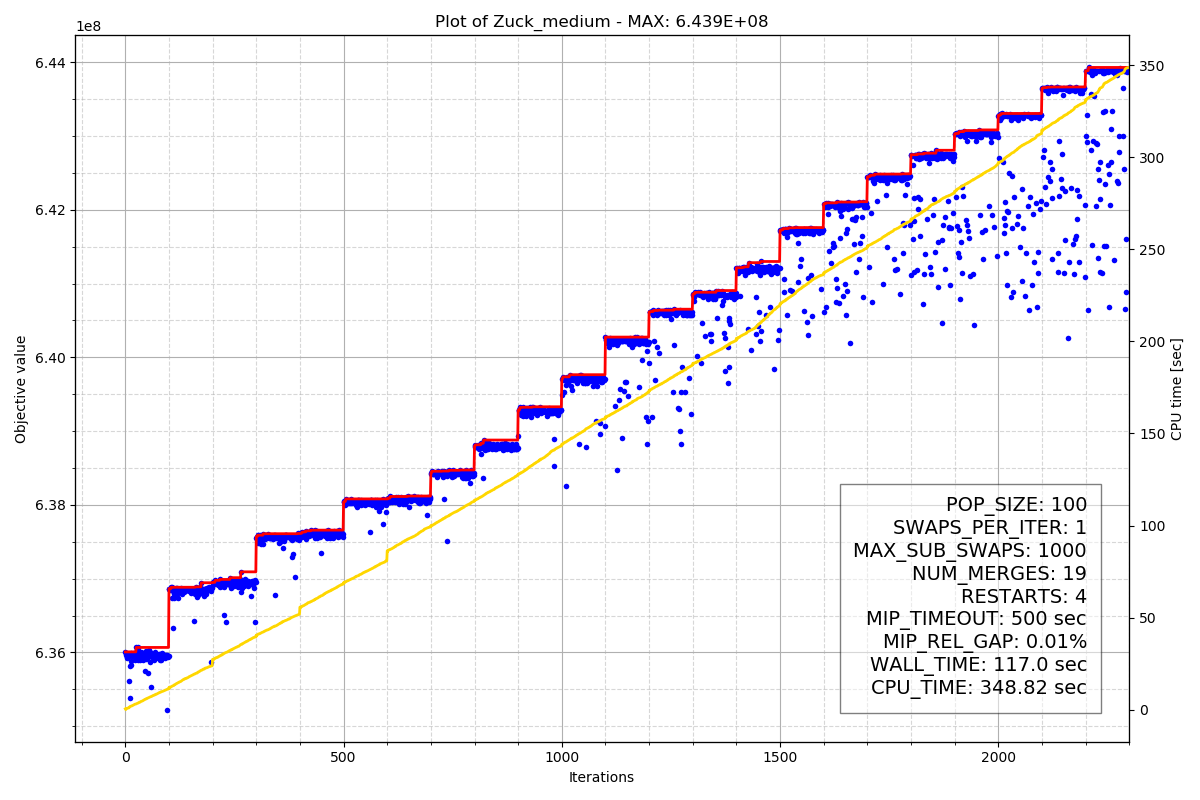 Plot of Zuck_medium - MAX: 6.439E+08
1e8
6.44
6.42
6.40
6.38
6.36
Objective value
350
300
250
200
150
100
50
0
CPU time [sec]
POP_SIZE: 100
SWAPS_PER_ITER: 1
MAX_SUB_SWAPS: 1000
NUM_MERGES: 19
RESTARTS: 4
MIP_TIMEOUT: 500 sec
MIP_REL_GAP: 0.01%
WALL_TIME: 117.0 sec
CPU_TIME: 348.82 sec
0 500 1000 1500 2000
Iterations